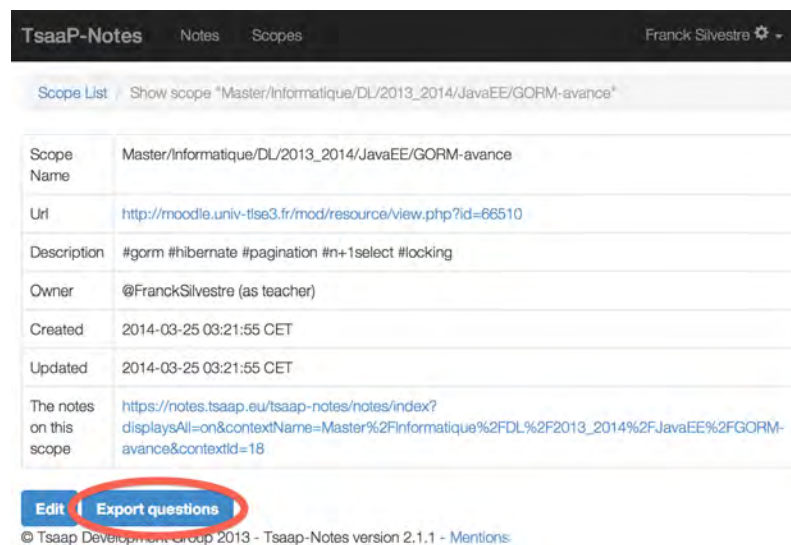 TsaaP-Notes Notes Scopes Franck Silvestre
Scope List / Show scope "Master/Informatique/DL/2013_2014/JavaEE/GORM-avance"
Scope Name Master/Informatique/DL/2013_2014/JavaEE/GORM-avance
Url http://moodle.univ-tlse3.fr/mod/resource/view.php?id=66510
Description #gorm #hibernate #pagination #n+1select #locking
Owner @FranckSilvestre (as teacher)
Created 2014-03-25 03:21:55 CET
Updated 2014-03-25 03:21:55 CET
The notes on this scope https://notes.tsaap.eu/tsaap-notes/notes/index?
displaysAll=on&contextName=Master%2FInformatique%2FDL%2F2013_2014%2FJavaEE%2FGORM-
avance&contextId=18
Edit Export questions
© Tsaap Development Group 2013 - Tsaap-Notes version 2.1.1 - Mentions